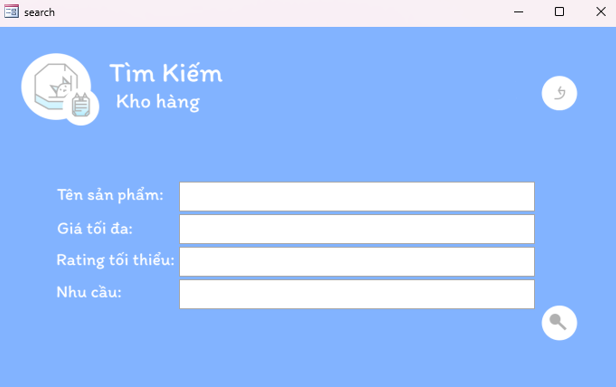 search
Tìm Kiếm
Kho hàng
Tên sản phẩm:
Giá tối đa:
Rating tối thiểu:
Nhu cầu: